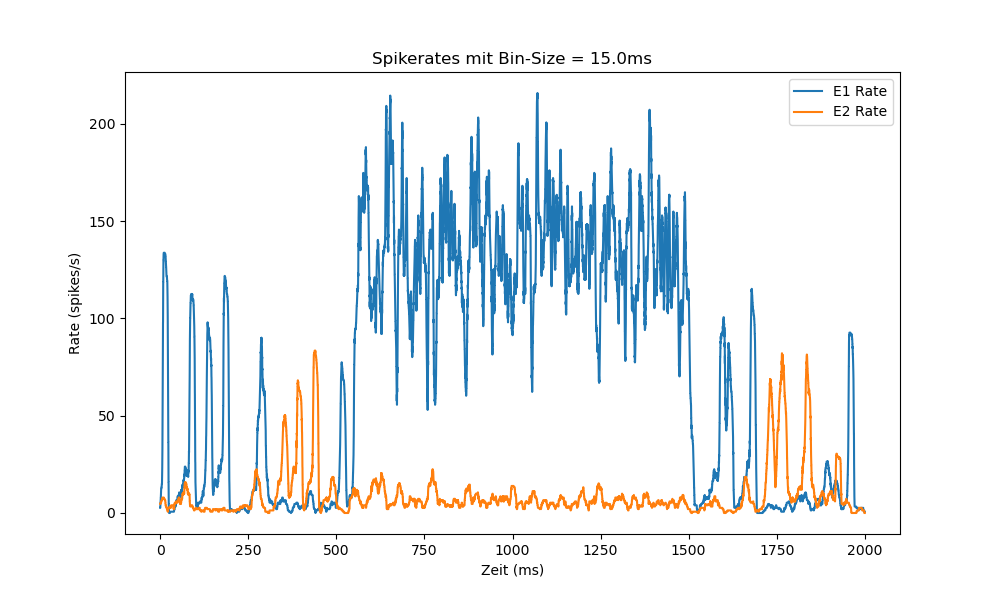 Spikerates mit Bin-Size = 15.0ms
E1 Rate
E2 Rate
Rate (spikes/s)
200
150
100
50
0
0 250 500 750 1000 1250 1500 1750 2000
Zeit (ms)